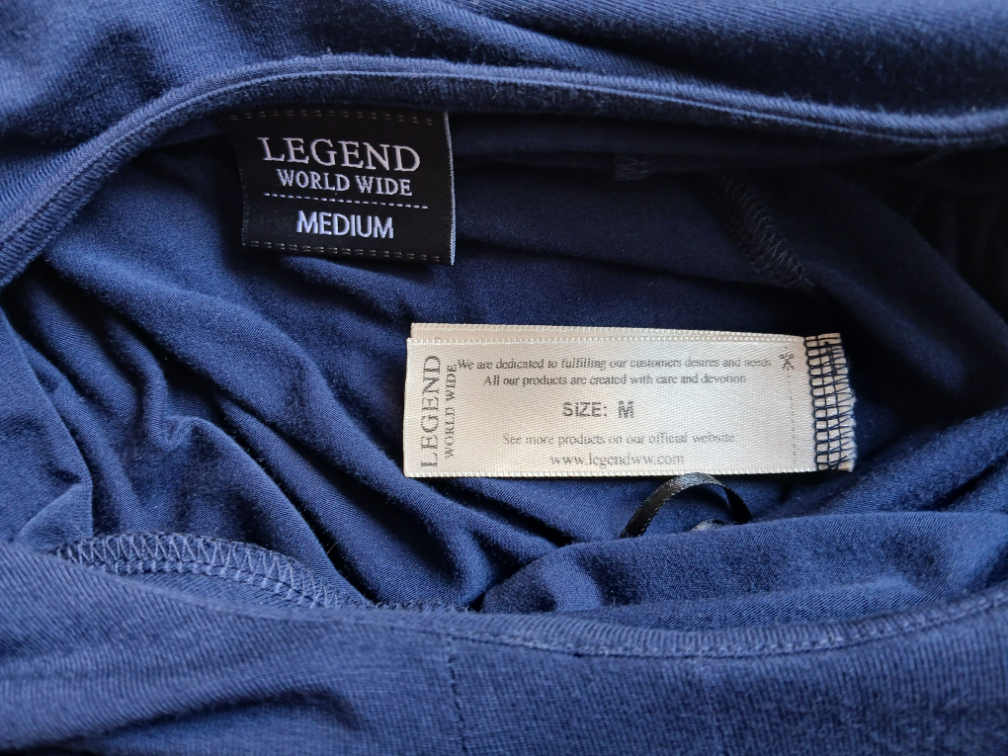 LEGEND
WORLD WIDE
MEDIUM
LEGEND
WORLD WIDE
We are dedicated to fulfilling our customers desires and needs
All our products are created with care and devotion
SIZE: M
See more products on our official website
www.legendww.com